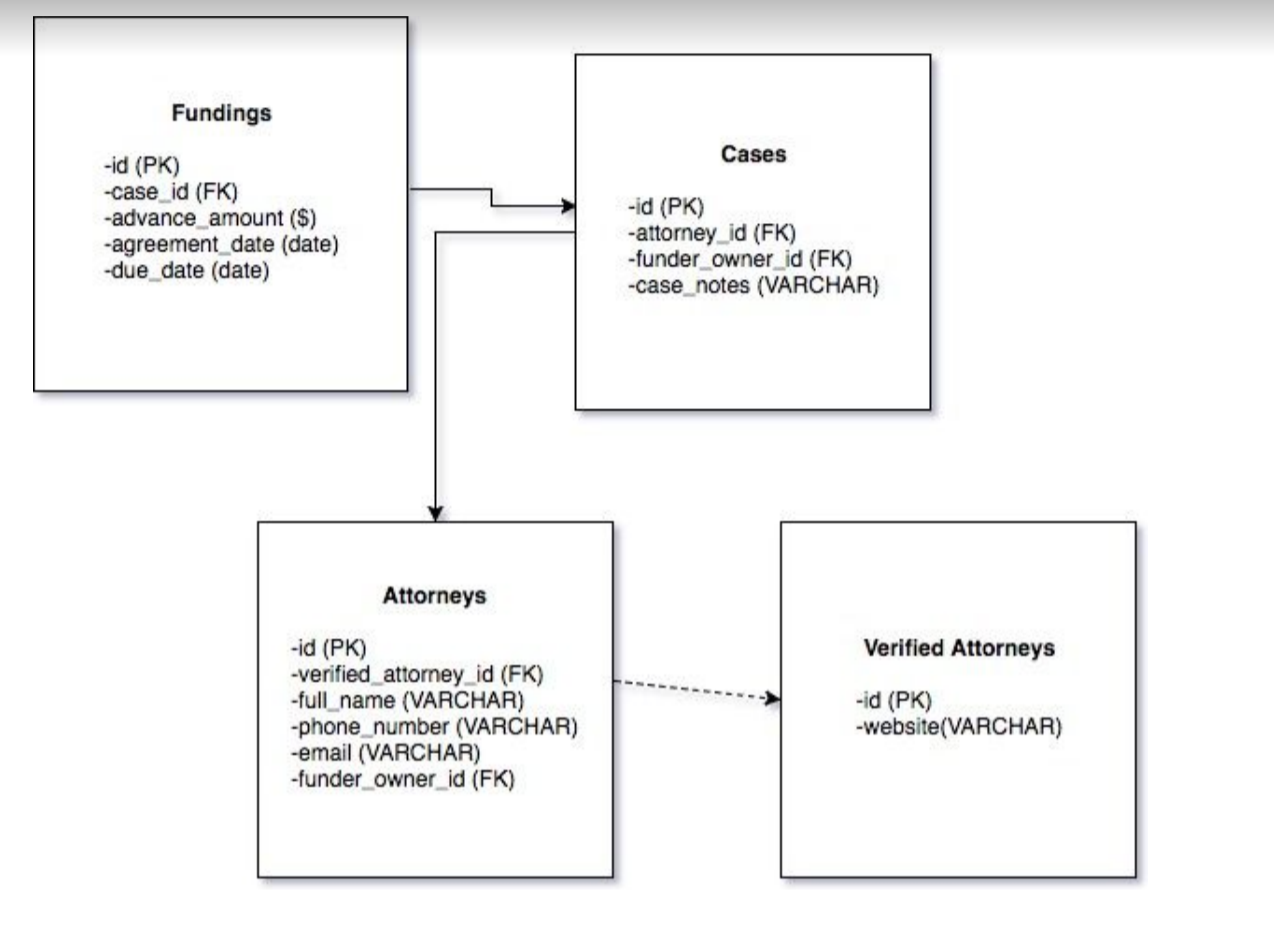 Fundings
-id (PK)
-case_id (FK)
-advance_amount ($)
-agreement_date (date)
-due_date (date)
Cases
-id (PK)
-attorney_id (FK)
-funder_owner_id (FK)
-case_notes (VARCHAR)
Attorneys
-id (PK)
-verified_attorney_id (FK)
-full_name (VARCHAR)
-phone_number (VARCHAR)
-email (VARCHAR)
-funder_owner_id (FK)
Verified Attorneys
-id (PK)
-website(VARCHAR)